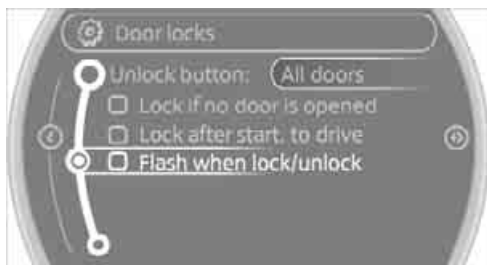 Door locks
Unlock button: All doors
Lock if no door is opened
Lock after start. to drive
Flash when lock/unlock